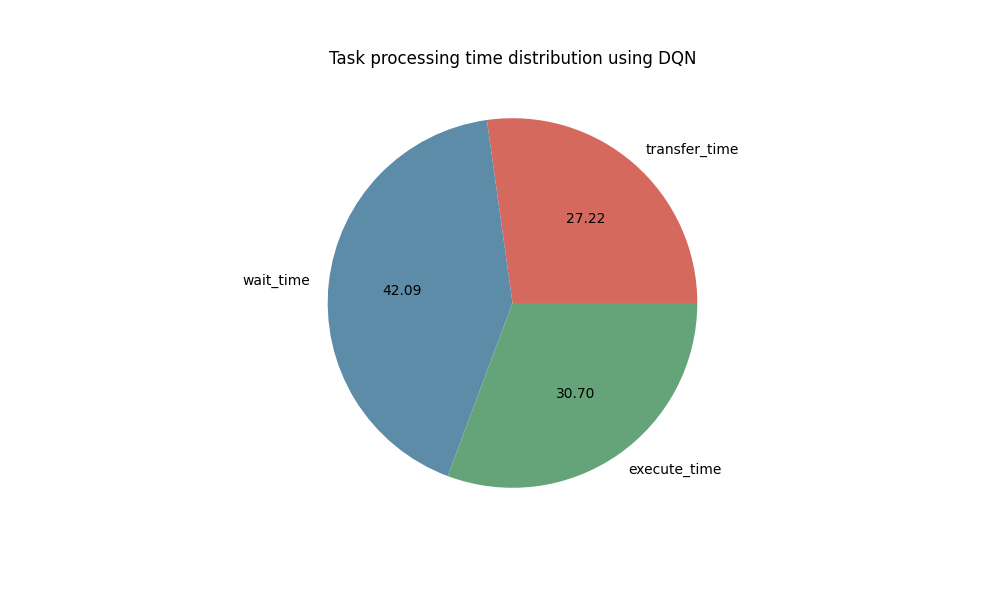 Task processing time distribution using DQN
transfer_time
27.22
wait_time
42.09
30.70
execute_time